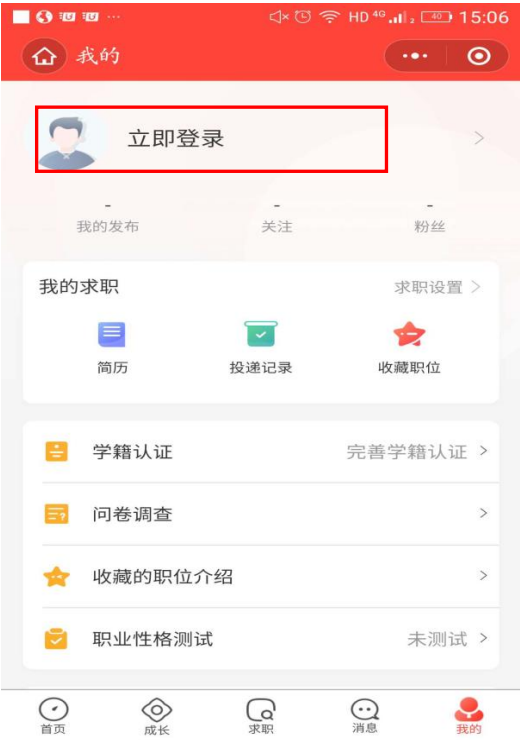 HD 4G 2 40 15:06
我的
立即登录
- - -
我的发布 关注 粉丝
我的求职 求职设置
简历 投递记录 收藏职位
学籍认证 完善学籍认证
问卷调查
收藏的职位介绍
职业性格测试 未测试
首页 成长 求职 消息 我的